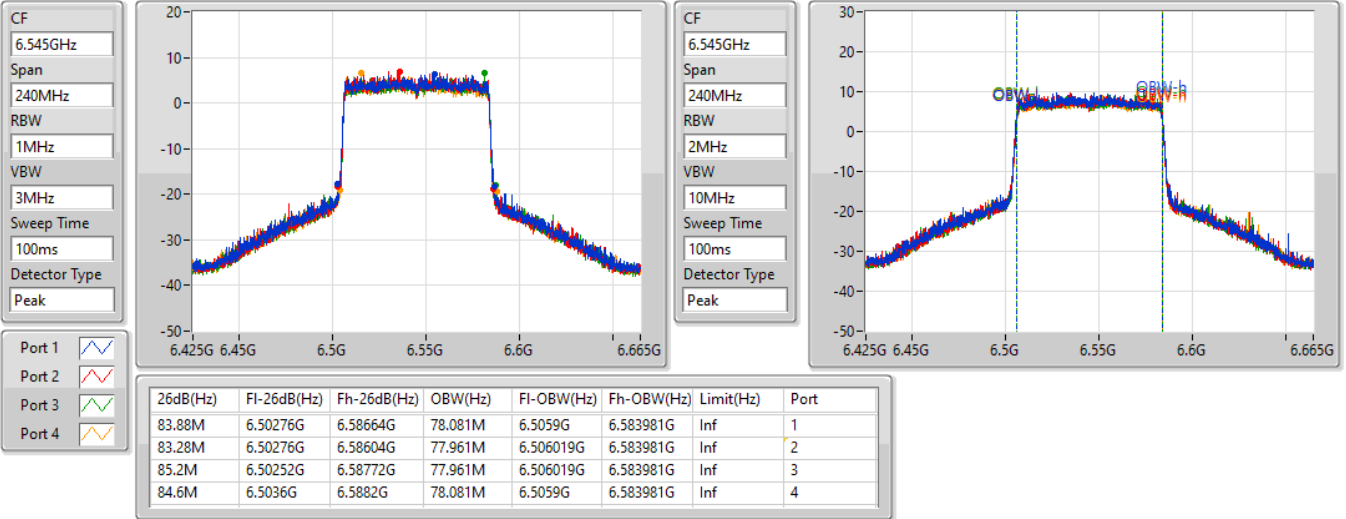 CF
6.545GHz
Span
240MHz
RBW
1MHz
VBW
3MHz
Sweep Time
100ms
Detector Type
Peak
20
10
0
-10
-20
-30
-40
-50
6.425G 6.45G 6.5G 6.55G 6.6G 6.665G
CF
6.545GHz
Span
240MHz
RBW
2MHz
VBW
10MHz
Sweep Time
100ms
Detector Type
Peak
30
20
10
0
-10
-20
-30
-40
-50
OBW-l
OBW-h
OBW-h
6.425G 6.45G 6.5G 6.55G 6.6G 6.665G
Port 1
Port 2
Port 3
Port 4
26dB(Hz) Fl-26dB(Hz) Fh-26dB(Hz) OBW(Hz) Fl-OBW(Hz) Fh-OBW(Hz) Limit(Hz) Port
83.88M 6.50276G 6.58664G 78.081M 6.5059G 6.583981G Inf 1
83.28M 6.50276G 6.58604G 77.961M 6.506019G 6.583981G Inf 2
85.2M 6.50252G 6.58772G 77.961M 6.506019G 6.583981G Inf 3
84.6M 6.5036G 6.5882G 78.081M 6.5059G 6.583981G Inf 4